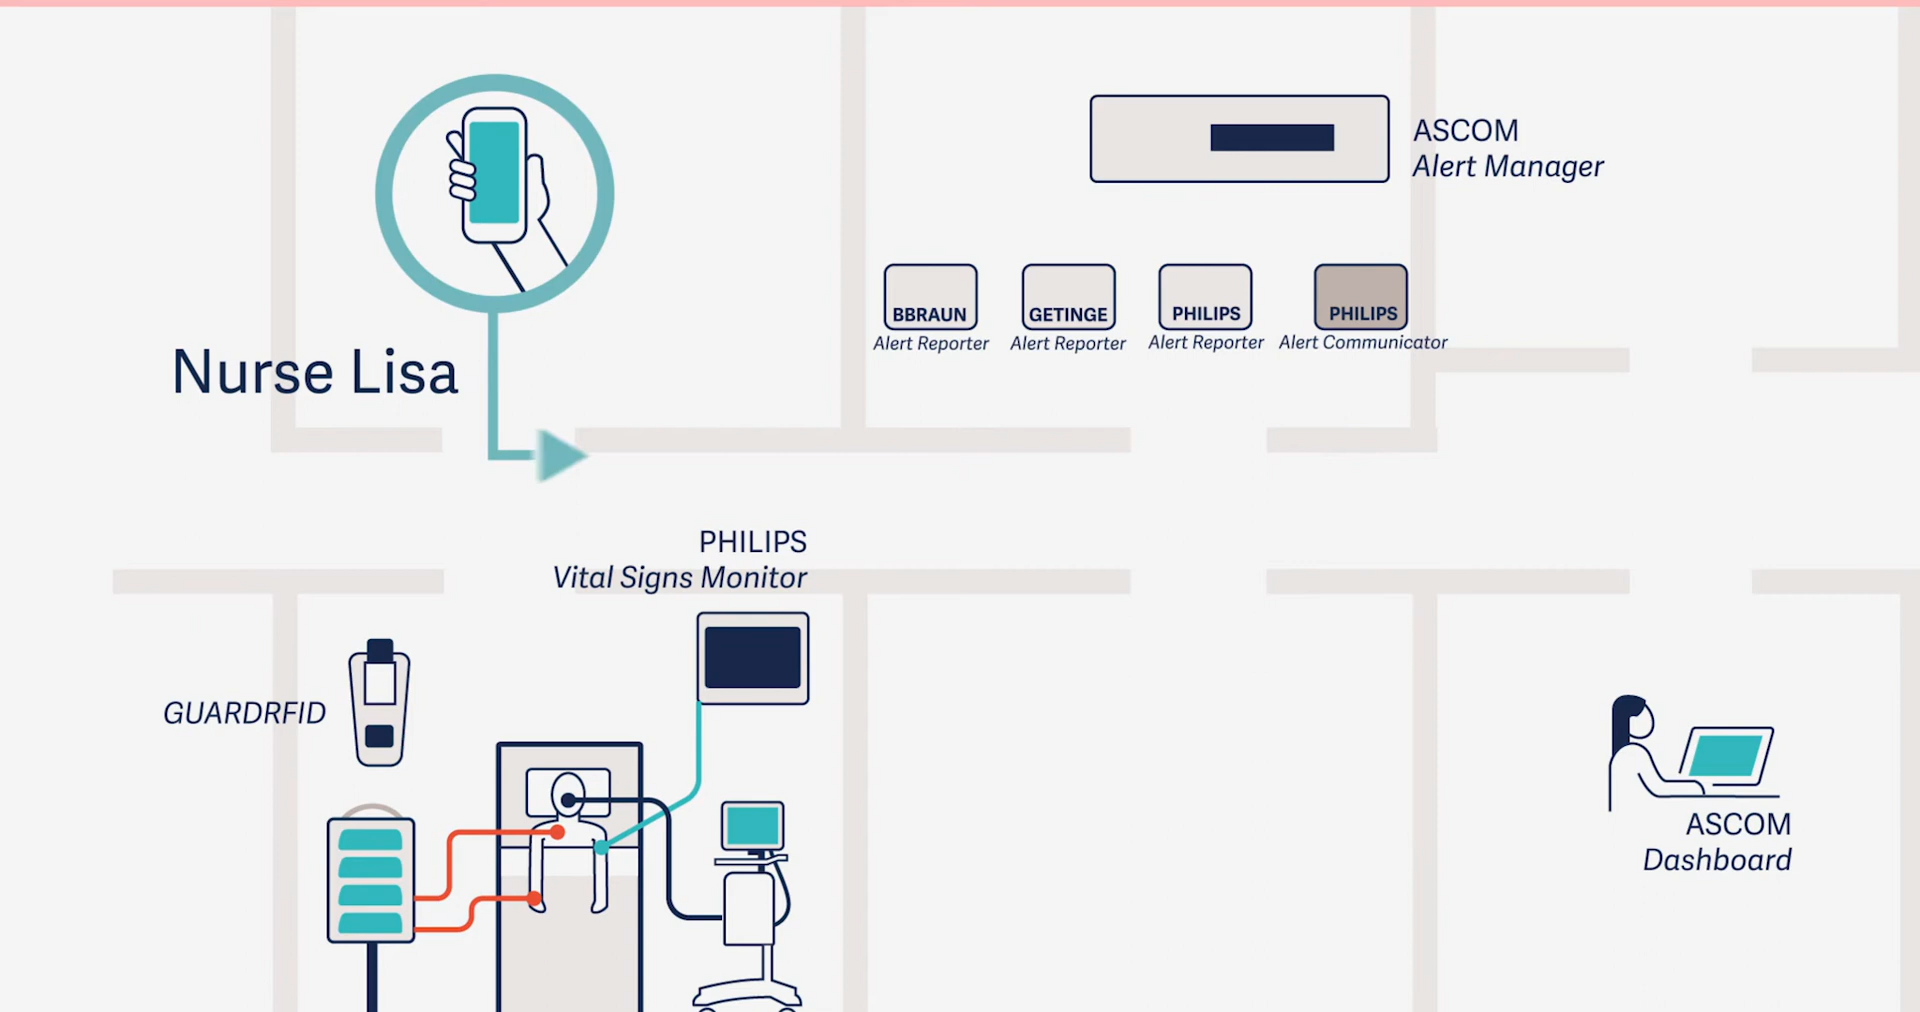 ASCOM
Alert Manager
BBRAUN
Alert Reporter
GETINGE
Alert Reporter
PHILIPS
Alert Reporter
PHILIPS
Alert Communicator
Nurse Lisa
PHILIPS
Vital Signs Monitor
GUARDRFID
ASCOM
Dashboard